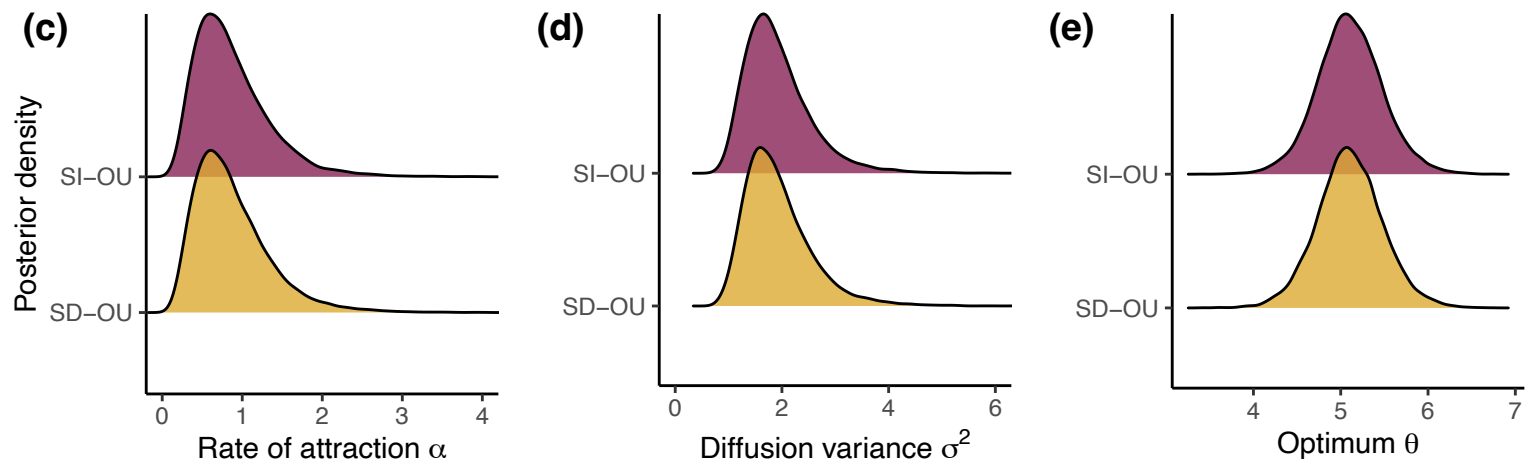 (c)
Posterior density
SI−OU
SD−OU
0 1 2 3 4
Rate of attraction α
(d)
SI−OU
SD−OU
0 2 4 6
Diffusion variance σ²
(e)
SI−OU
SD−OU
4 5 6 7
Optimum θ